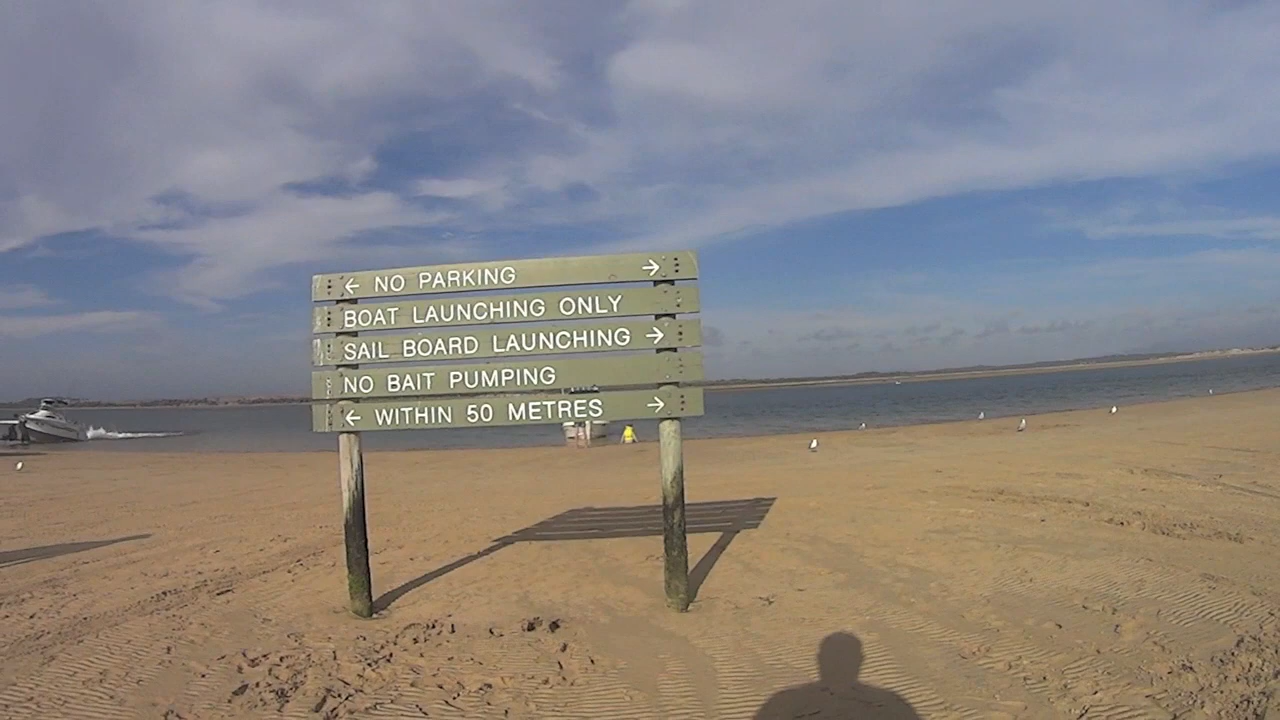 ← NO PARKING →
BOAT LAUNCHING ONLY
SAIL BOARD LAUNCHING →
NO BAIT PUMPING
← WITHIN 50 METRES →